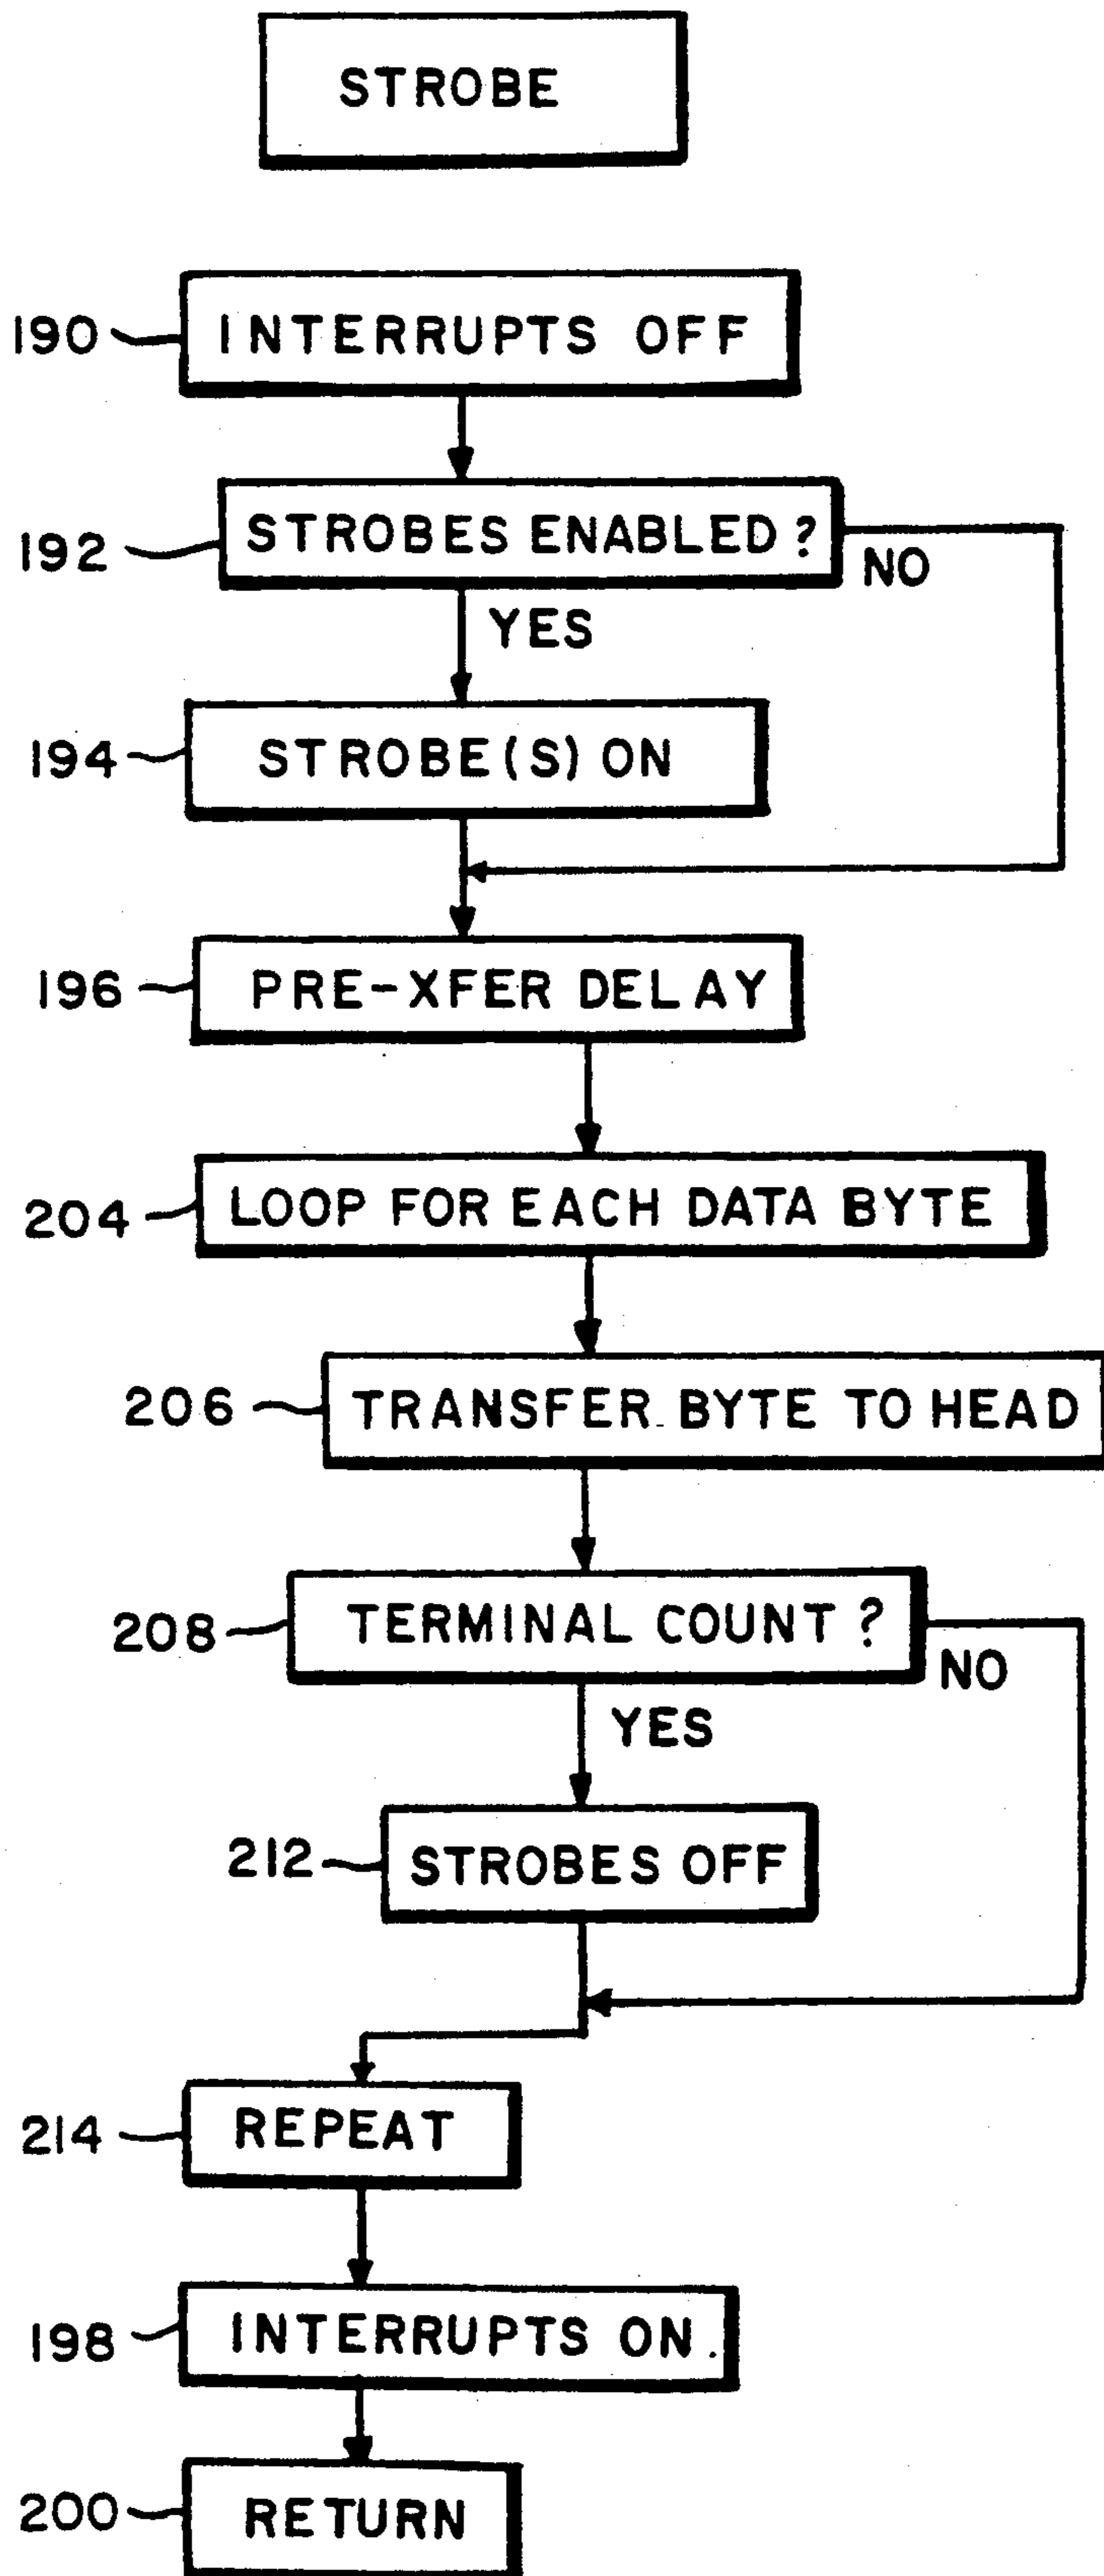 STROBE
190 INTERRUPTS OFF
192 STROBES ENABLED ?
NO
YES
194 STROBE(S) ON
196 PRE-XFER DELAY
204 LOOP FOR EACH DATA BYTE
206 TRANSFER BYTE TO HEAD
208 TERMINAL COUNT ?
NO
YES
212 STROBES OFF
214 REPEAT
198 INTERRUPTS ON.
200 RETURN